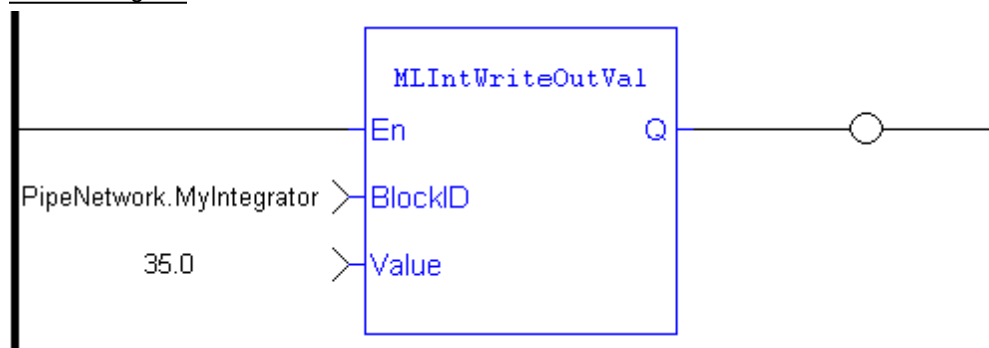 MLIntWriteOutVal
En Q
PipeNetwork.MyIntegrator BlockID
35.0 Value